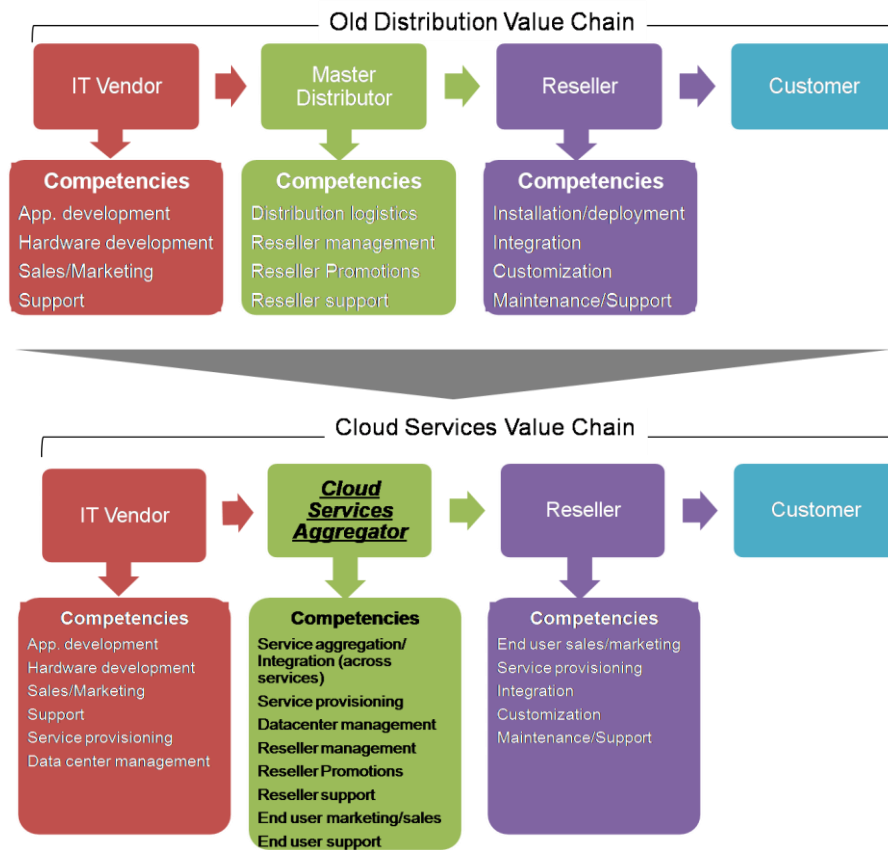 Old Distribution Value Chain
IT Vendor
Master
Distributor
Reseller
Customer
Competencies
App. development
Hardware development
Sales/Marketing
Support
Competencies
Distribution logistics
Reseller management
Reseller Promotions
Reseller support
Competencies
Installation/deployment
Integration
Customization
Maintenance/Support
Cloud Services Value Chain
IT Vendor
Cloud
Services
Aggregator
Reseller
Customer
Competencies
App. development
Hardware development
Sales/Marketing
Support
Service provisioning
Data center management
Competencies
Service aggregation/
Integration (across
services)
Service provisioning
Datacenter management
Reseller management
Reseller Promotions
Reseller support
End user marketing/sales
End user support
Competencies
End user sales/marketing
Service provisioning
Integration
Customization
Maintenance/Support